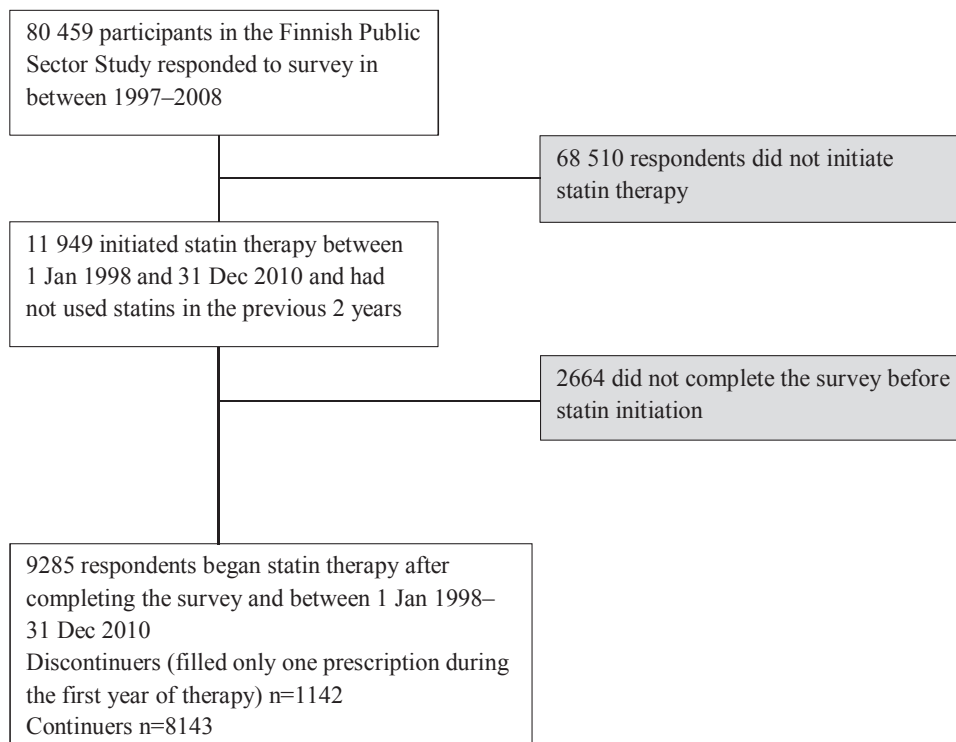 80 459 participants in the Finnish Public
Sector Study responded to survey in
between 1997–2008
68 510 respondents did not initiate
statin therapy
11 949 initiated statin therapy between
1 Jan 1998 and 31 Dec 2010 and had
not used statins in the previous 2 years
2664 did not complete the survey before
statin initiation
9285 respondents began statin therapy after
completing the survey and between 1 Jan 1998–
31 Dec 2010
Discontinuers (filled only one prescription during
the first year of therapy) n=1142
Continuers n=8143